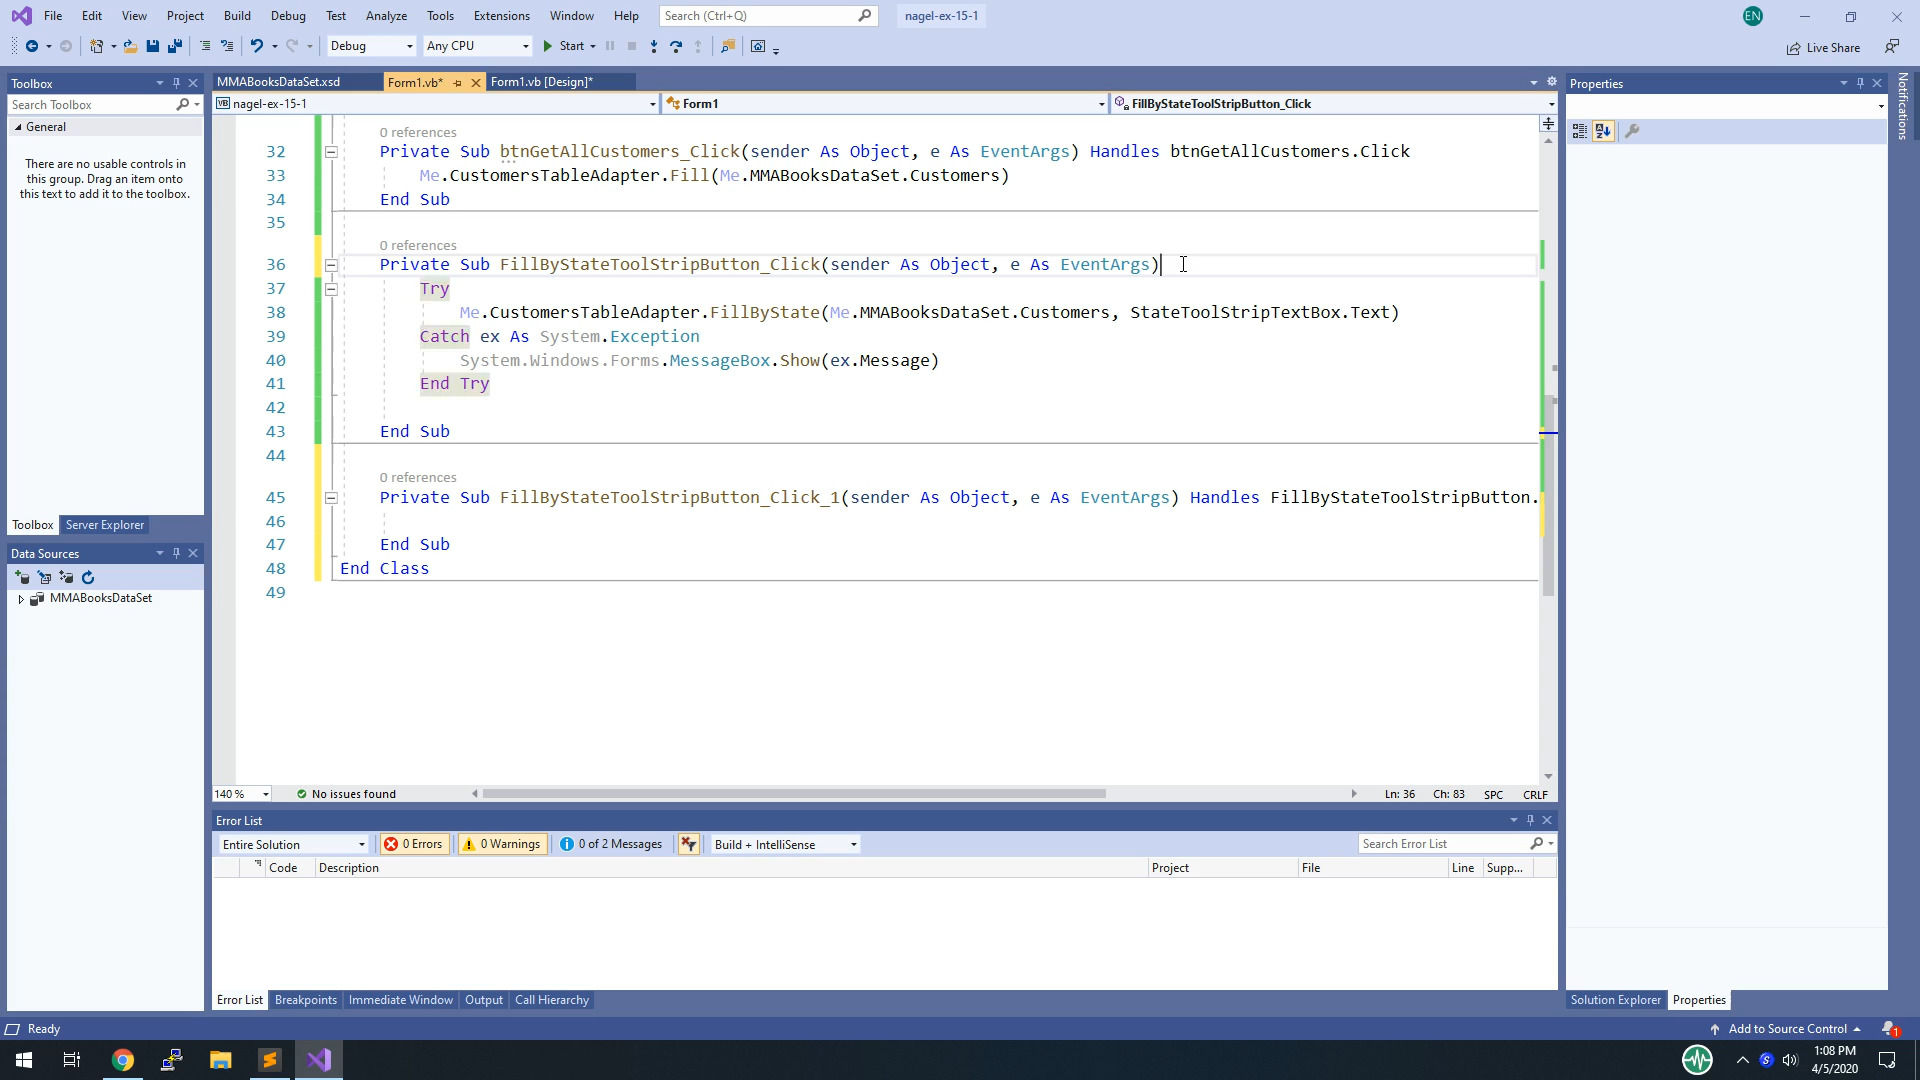 File Edit View Project Build Debug Test Analyze Tools Extensions Window Help Search (Ctrl+Q) nagel-ex-15-1 EN
Debug Any CPU Start Live Share
Toolbox
Search Toolbox
General
There are no usable controls in
this group. Drag an item onto
this text to add it to the toolbox.
Toolbox Server Explorer
Data Sources
MMABooksDataSet
MMABooksDataSet.xsd Form1.vb* Form1.vb [Design]*
VB nagel-ex-15-1 Form1 FillByStateToolStripButton_Click
0 references
32 Private Sub btnGetAllCustomers_Click(sender As Object, e As EventArgs) Handles btnGetAllCustomers.Click
33 Me.CustomersTableAdapter.Fill(Me.MMABooksDataSet.Customers)
34 End Sub
35
0 references
36 Private Sub FillByStateToolStripButton_Click(sender As Object, e As EventArgs)
37 Try
38 Me.CustomersTableAdapter.FillByState(Me.MMABooksDataSet.Customers, StateToolStripTextBox.Text)
39 Catch ex As System.Exception
40 System.Windows.Forms.MessageBox.Show(ex.Message)
41 End Try
42
43 End Sub
44
0 references
45 Private Sub FillByStateToolStripButton_Click_1(sender As Object, e As EventArgs) Handles FillByStateToolStripButton.
46
47 End Sub
48 End Class
49
140 % No issues found Ln: 36 Ch: 83 SPC CRLF
Error List
Entire Solution 0 Errors 0 Warnings 0 of 2 Messages Build + IntelliSense Search Error List
Code Description Project File Line Supp...
Error List Breakpoints Immediate Window Output Call Hierarchy
Properties
Solution Explorer Properties
Notifications
Ready Add to Source Control 1
1:08 PM
4/5/2020